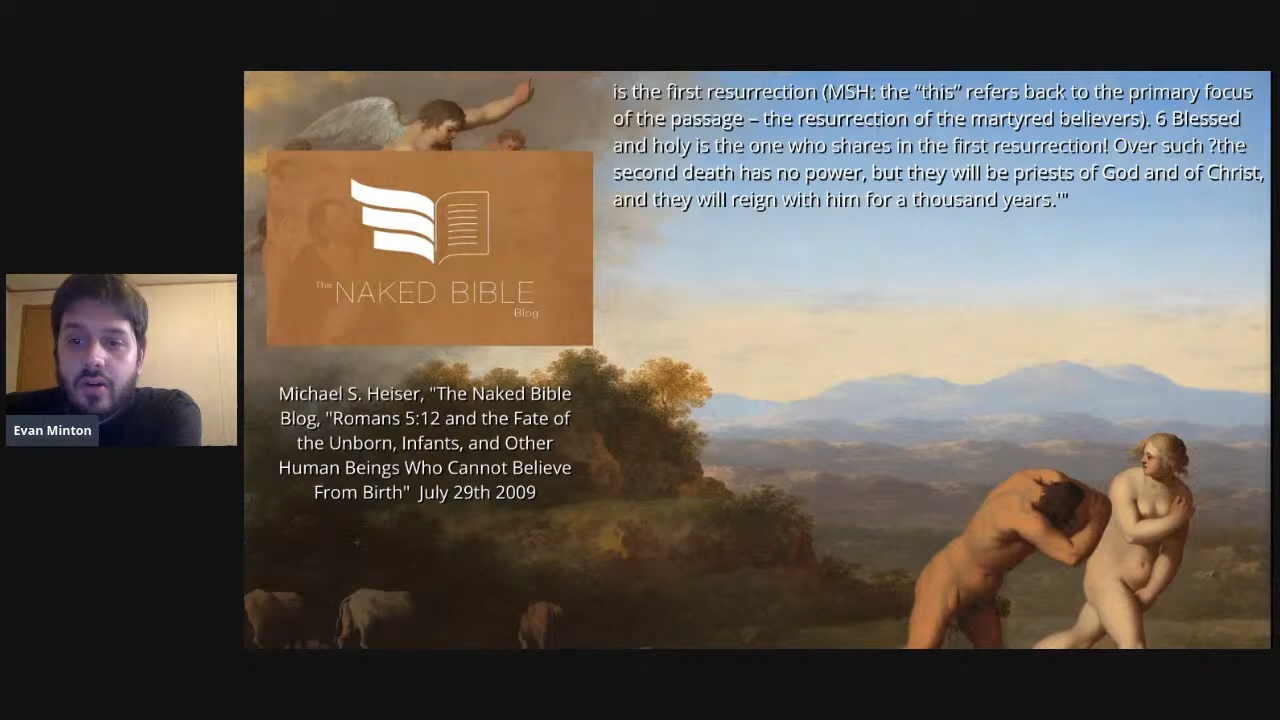 is the first resurrection (MSH: the “this” refers back to the primary focus
of the passage – the resurrection of the martyred believers). 6 Blessed
and holy is the one who shares in the first resurrection! Over such ?the
second death has no power, but they will be priests of God and of Christ,
and they will reign with him for a thousand years.'"
The NAKED BIBLE
Blog
Michael S. Heiser, "The Naked Bible
Blog, "Romans 5:12 and the Fate of
the Unborn, Infants, and Other
Human Beings Who Cannot Believe
From Birth" July 29th 2009
Evan Minton